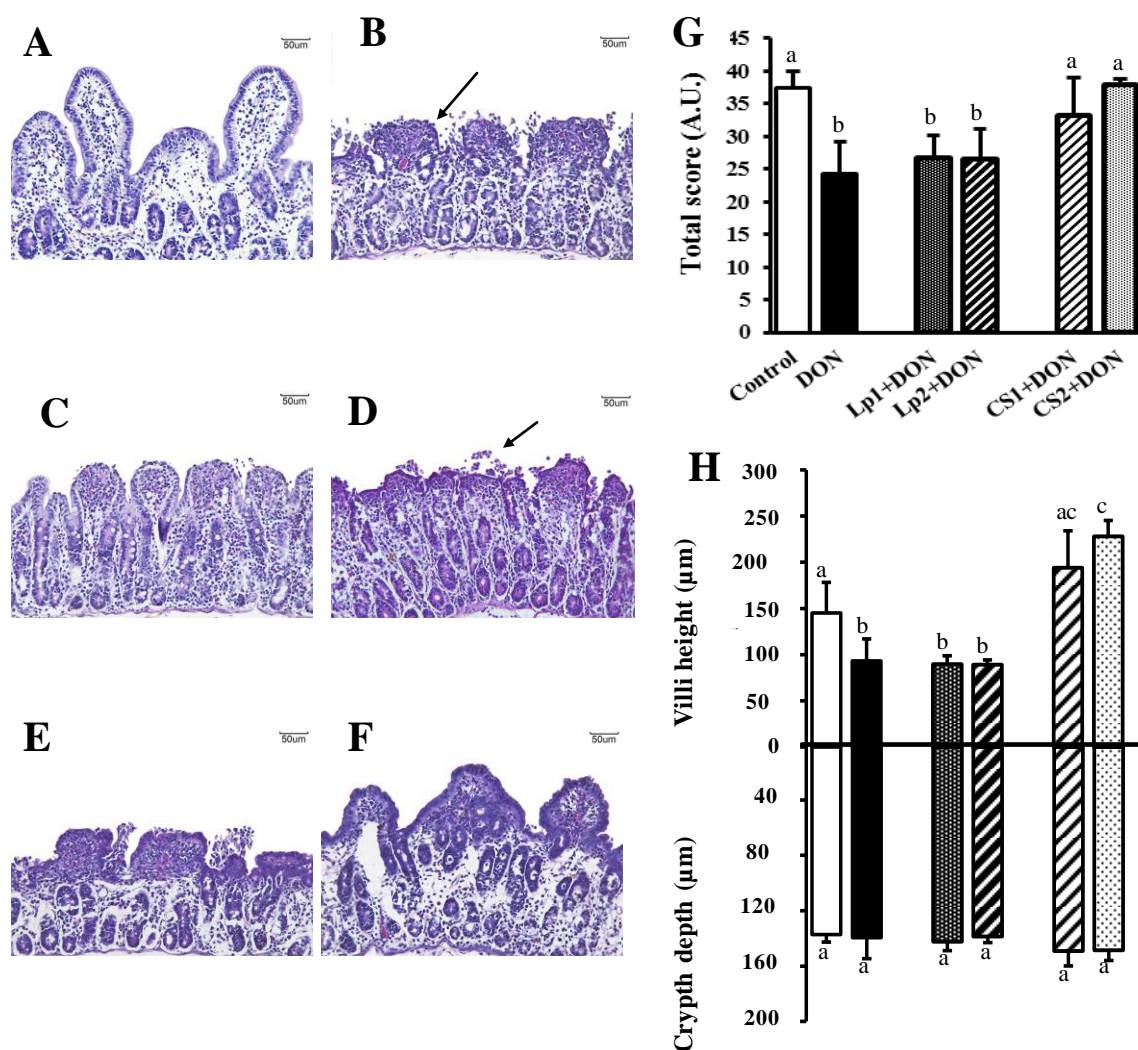 A
50um
B
50um
C
50um
D
50um
E
50um
F
50um
G
Total score (A.U.)
45
40
35
30
25
20
15
10
5
0
a
b
b
b
a
a
Control
DON
Lp1+DON
Lp2+DON
CS1+DON
CS2+DON
H
Villi height (µm)
300
250
200
150
100
50
0
a
b
b
b
ac
c
Crypth depth (µm)
40
80
120
160
200
a
a
a
a
a
a